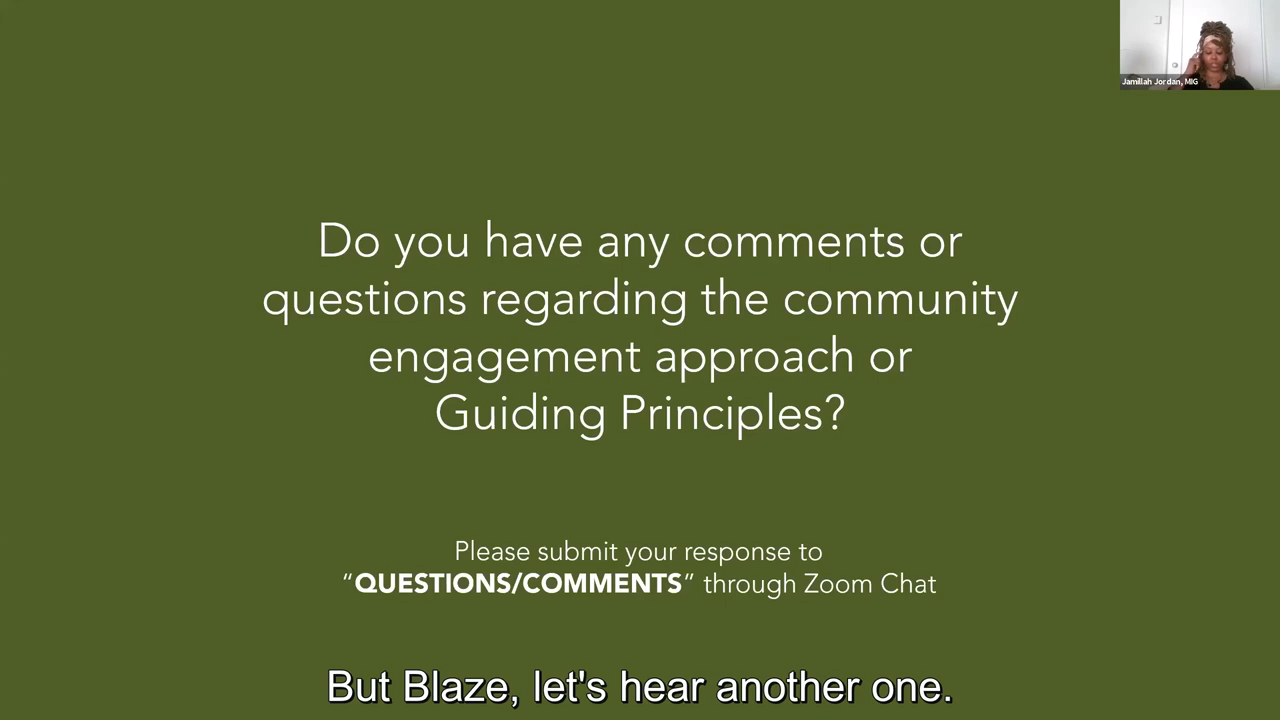 Jamillah Jordan, MIG
Do you have any comments or
questions regarding the community
engagement approach or
Guiding Principles?
Please submit your response to
“QUESTIONS/COMMENTS” through Zoom Chat
But Blaze, let's hear another one.